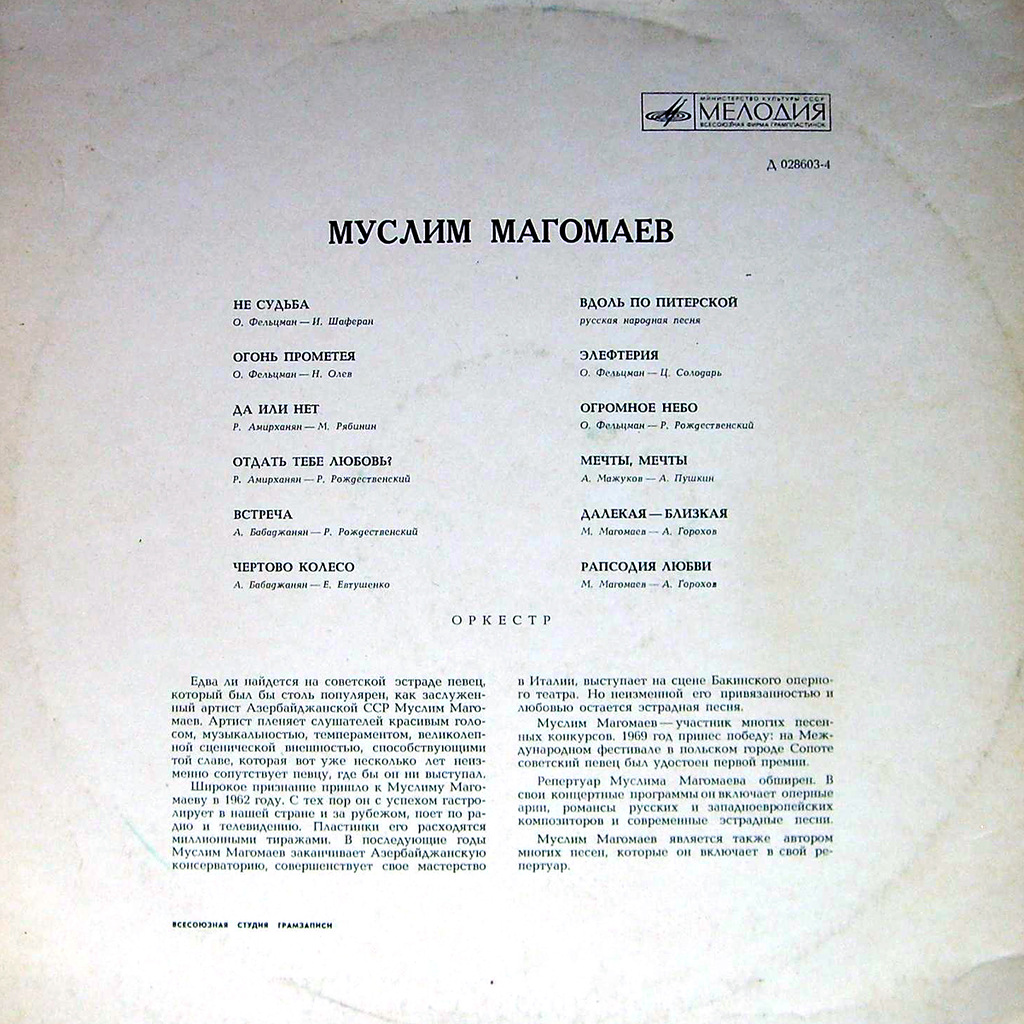 МИНИСТЕРСТВО КУЛЬТУРЫ СССР
МЕЛОДИЯ
ВСЕСОЮЗНАЯ ФИРМА ГРАМПЛАСТИНОК
Д 028603-4
МУСЛИМ МАГОМАЕВ
НЕ СУДЬБА
О. Фельцман — И. Шаферан
ОГОНЬ ПРОМЕТЕЯ
О. Фельцман — Н. Олев
ДА ИЛИ НЕТ
Р. Амирханян — М. Рябинин
ОТДАТЬ ТЕБЕ ЛЮБОВЬ?
Р. Амирханян — Р. Рождественский
ВСТРЕЧА
А. Бабаджанян — Р. Рождественский
ЧЕРТОВО КОЛЕСО
А. Бабаджанян — Е. Евтушенко
ВДОЛЬ ПО ПИТЕРСКОЙ
русская народная песня
ЭЛЕФТЕРИЯ
О. Фельцман — Ц. Солодарь
ОГРОМНОЕ НЕБО
О. Фельцман — Р. Рождественский
МЕЧТЫ, МЕЧТЫ
А. Мажуков — А. Пушкин
ДАЛЕКАЯ — БЛИЗКАЯ
М. Магомаев — А. Горохов
РАПСОДИЯ ЛЮБВИ
М. Магомаев — А. Горохов
ОРКЕСТР
Едва ли найдется на советской эстраде певец,
который был бы столь популярен, как заслужен-
ный артист Азербайджанской ССР Муслим Маго-
маев. Артист пленяет слушателей красивым голо-
сом, музыкальностью, темпераментом, великолеп-
ной сценической внешностью, способствующими
той славе, которая вот уже несколько лет неиз-
менно сопутствует певцу, где бы он ни выступал.
Широкое признание пришло к Муслиму Маго-
маеву в 1962 году. С тех пор он с успехом гастро-
лирует в нашей стране и за рубежом, поет по ра-
дио и телевидению. Пластинки его расходятся
миллионными тиражами. В последующие годы
Муслим Магомаев заканчивает Азербайджанскую
консерваторию, совершенствует свое мастерство
в Италии, выступает на сцене Бакинского оперно-
го театра. Но неизменной его привязанностью и
любовью остается эстрадная песня.
Муслим Магомаев — участник многих песен-
ных конкурсов. 1969 год принес победу: на Меж-
дународном фестивале в польском городе Сопоте
советский певец был удостоен первой премии.
Репертуар Муслима Магомаева обширен. В
свои концертные программы он включает оперные
арии, романсы русских и западноевропейских
композиторов и современные эстрадные песни.
Муслим Магомаев является также автором
многих песен, которые он включает в свой ре-
пертуар.
ВСЕСОЮЗНАЯ СТУДИЯ ГРАМЗАПИСИ